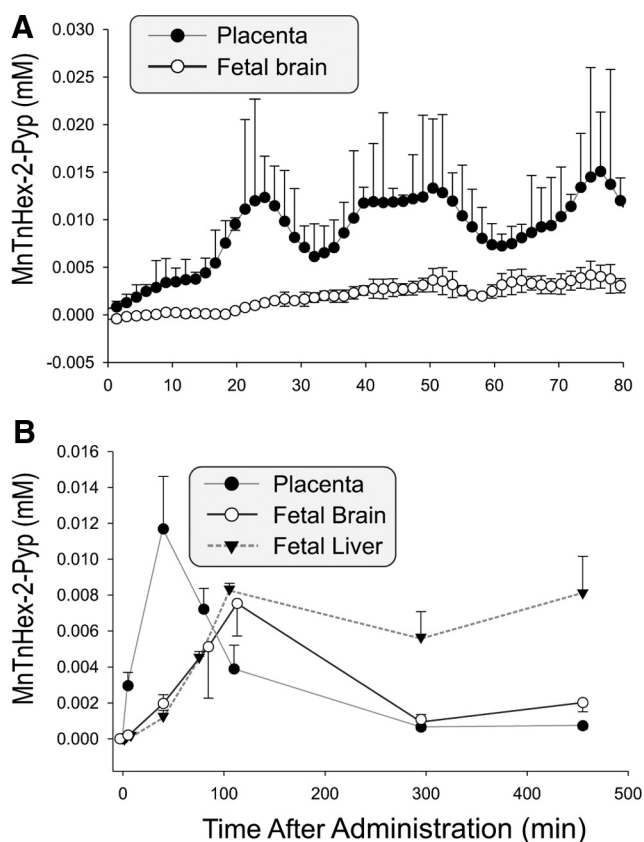 A
MnTnHex-2-Pyp (mM)
0.030
0.025
0.020
0.015
0.010
0.005
0.000
-0.005
Placenta
Fetal brain
0 10 20 30 40 50 60 70 80
B
MnTnHex-2-Pyp (mM)
0.016
0.014
0.012
0.010
0.008
0.006
0.004
0.002
0.000
Placenta
Fetal Brain
Fetal Liver
0 100 200 300 400 500
Time After Administration (min)